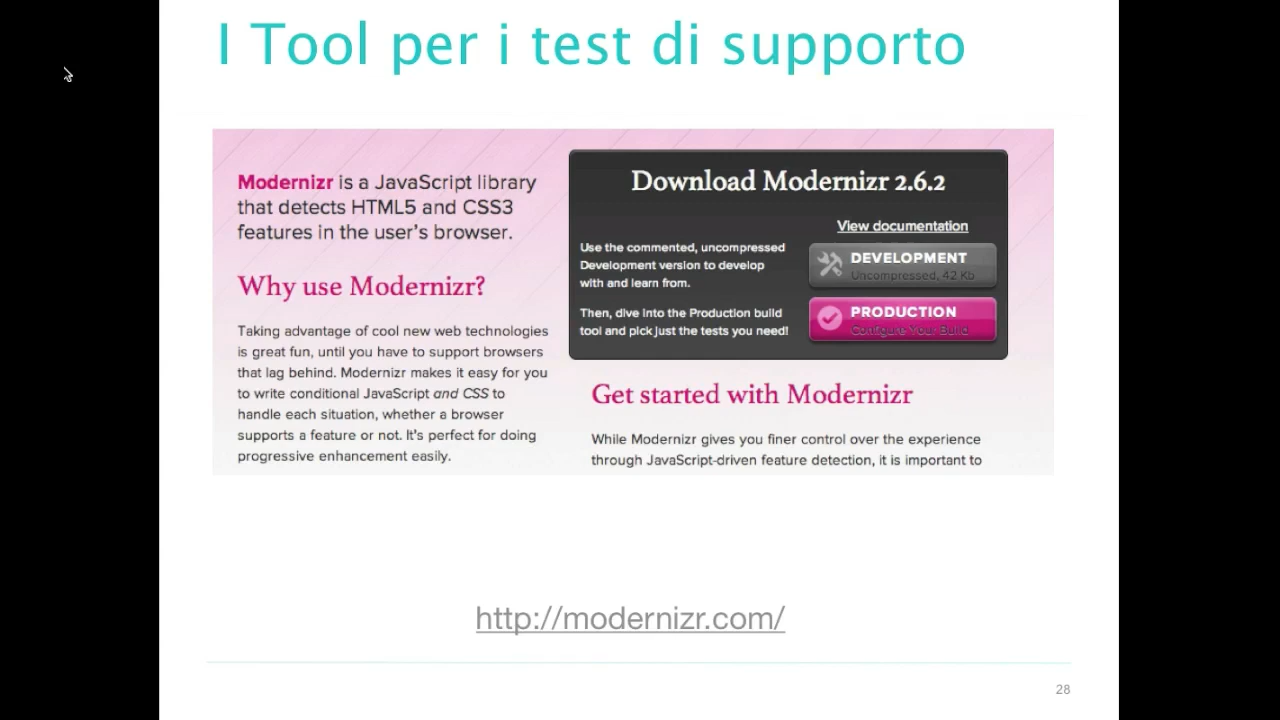 I Tool per i test di supporto
Modernizr is a JavaScript library
that detects HTML5 and CSS3
features in the user's browser.
Why use Modernizr?
Taking advantage of cool new web technologies
is great fun, until you have to support browsers
that lag behind. Modernizr makes it easy for you
to write conditional JavaScript and CSS to
handle each situation, whether a browser
supports a feature or not. It's perfect for doing
progressive enhancement easily.
Download Modernizr 2.6.2
View documentation
Use the commented, uncompressed
Development version to develop
with and learn from.
DEVELOPMENT
Uncompressed, 42 Kb
Then, dive into the Production build
tool and pick just the tests you need!
PRODUCTION
Configure Your Build
Get started with Modernizr
While Modernizr gives you finer control over the experience
through JavaScript-driven feature detection, it is important to
http://modernizr.com/
28